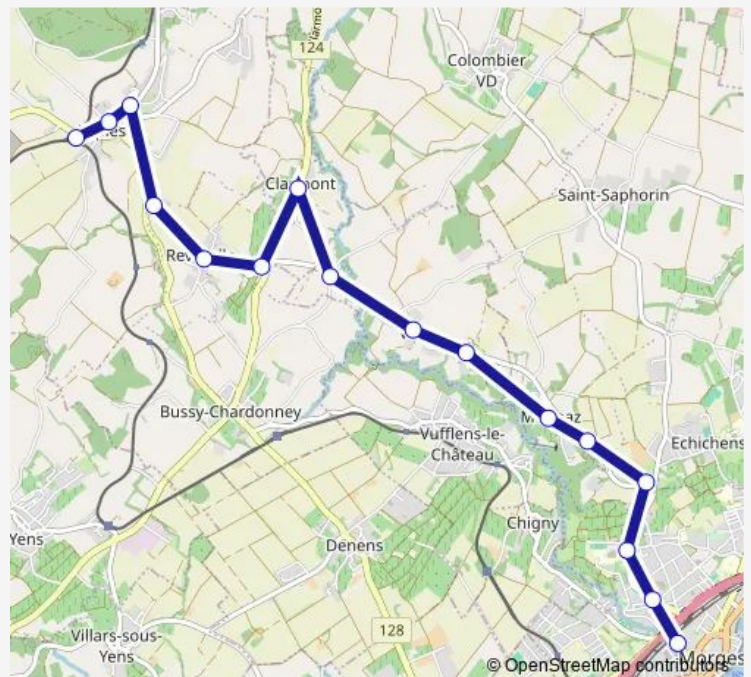 124
Colombier
VD
Saint-Saphorin
Bussy-Chardonney
Vufflens-le-
Château
Echichens
Chigny
Yens
Denens
128
Villars-sous-
Yens
Morges
© OpenStreetMap contributors